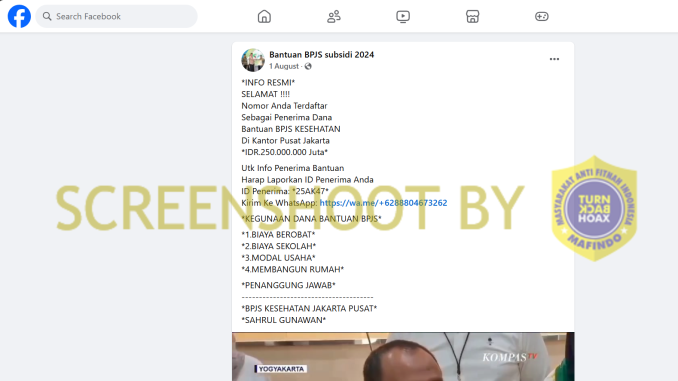 Search Facebook
Bantuan BPJS subsidi 2024
1 August ·
*INFO RESMI*
SELAMAT !!!!
Nomor Anda Terdaftar
Sebagai Penerima Dana
Bantuan BPJS KESEHATAN
Di Kantor Pusat Jakarta
*IDR.250.000.000 Juta*
Utk Info Penerima Bantuan
Harap Laporkan ID Penerima Anda
ID Penerima: *25AK47*
Kirim Ke WhatsApp: https://wa.me/+6288804673262
*KEGUNAAN DANA BANTUAN BPJS*
*1.BIAYA BEROBAT*
*2.BIAYA SEKOLAH*
*3.MODAL USAHA*
*4.MEMBANGUN RUMAH*
*PENANGGUNG JAWAB*
--------------------------------------
*BPJS KESEHATAN JAKARTA PUSAT*
*SAHRUL GUNAWAN*
SCREENSHOOT BY
MASYARAKAT ANTI FITNAH INDONESIA
TURN
BACK
HOAX
MAFINDO
KOMPAS TV
YOGYAKARTA